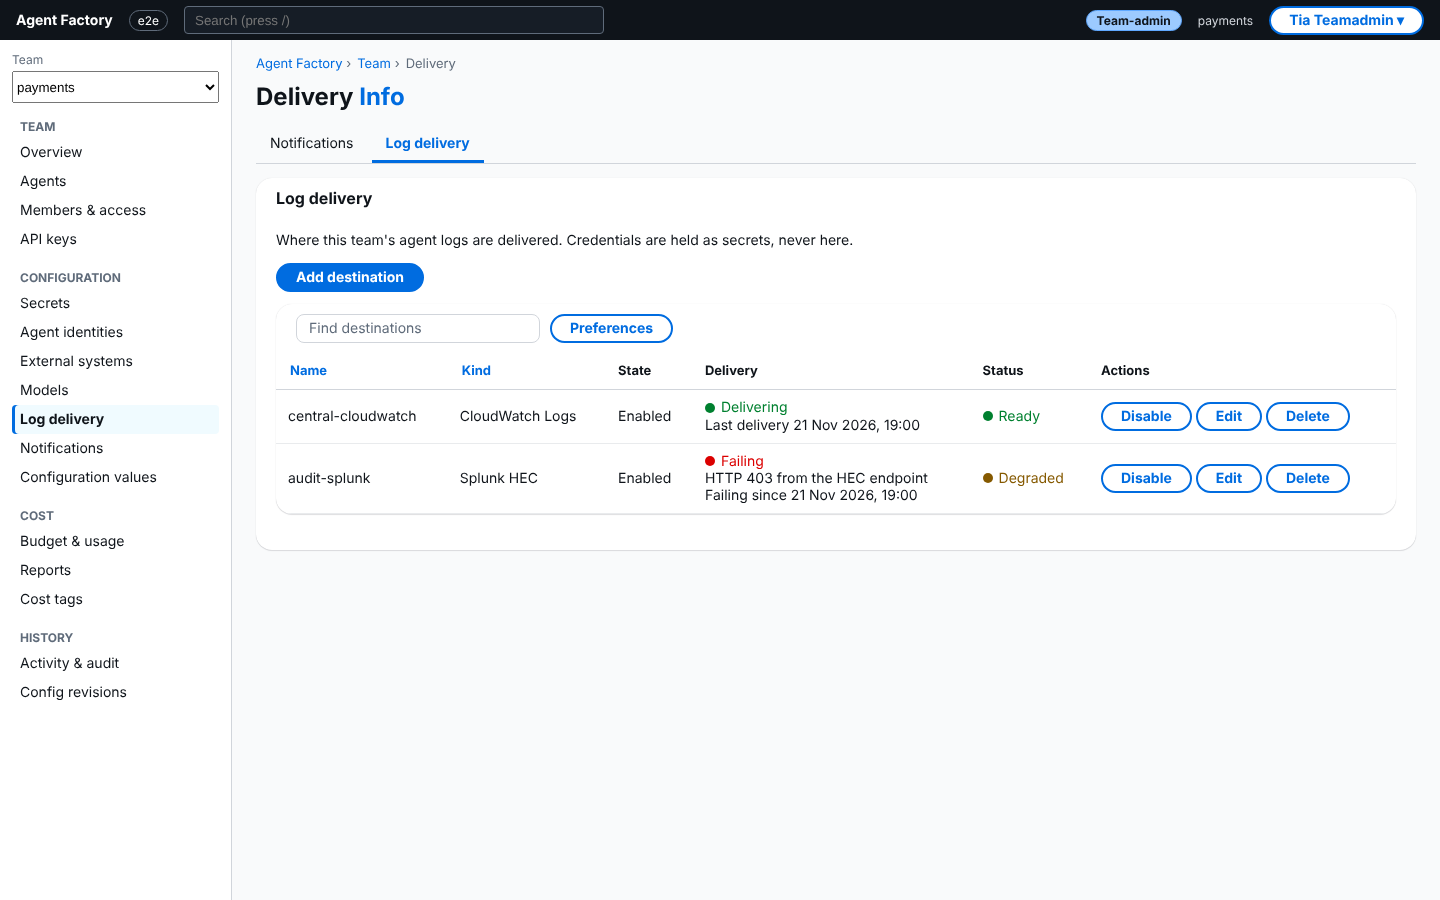 Agent Factory
e2e
Search (press /)
Team-admin
payments
Tia Teamadmin ▾
Team
payments
TEAM
Overview
Agents
Members & access
API keys
CONFIGURATION
Secrets
Agent identities
External systems
Models
Log delivery
Notifications
Configuration values
COST
Budget & usage
Reports
Cost tags
HISTORY
Activity & audit
Config revisions
Agent Factory › Team › Delivery
Delivery Info
Notifications
Log delivery
Log delivery
Where this team's agent logs are delivered. Credentials are held as secrets, never here.
Add destination
Find destinations
Preferences
Name Kind State Delivery Status Actions
central-cloudwatch CloudWatch Logs Enabled Delivering Ready Disable Edit Delete
Last delivery 21 Nov 2026, 19:00
audit-splunk Splunk HEC Enabled Failing Degraded Disable Edit Delete
HTTP 403 from the HEC endpoint
Failing since 21 Nov 2026, 19:00